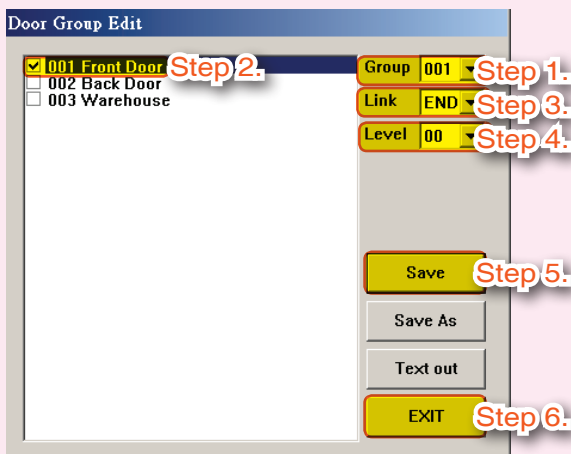 Door Group Edit
001 Front Door Step 2.
002 Back Door
003 Warehouse
Group 001 Step 1.
Link END Step 3.
Level 00 Step 4.
Save Step 5.
Save As
Text out
EXIT Step 6.